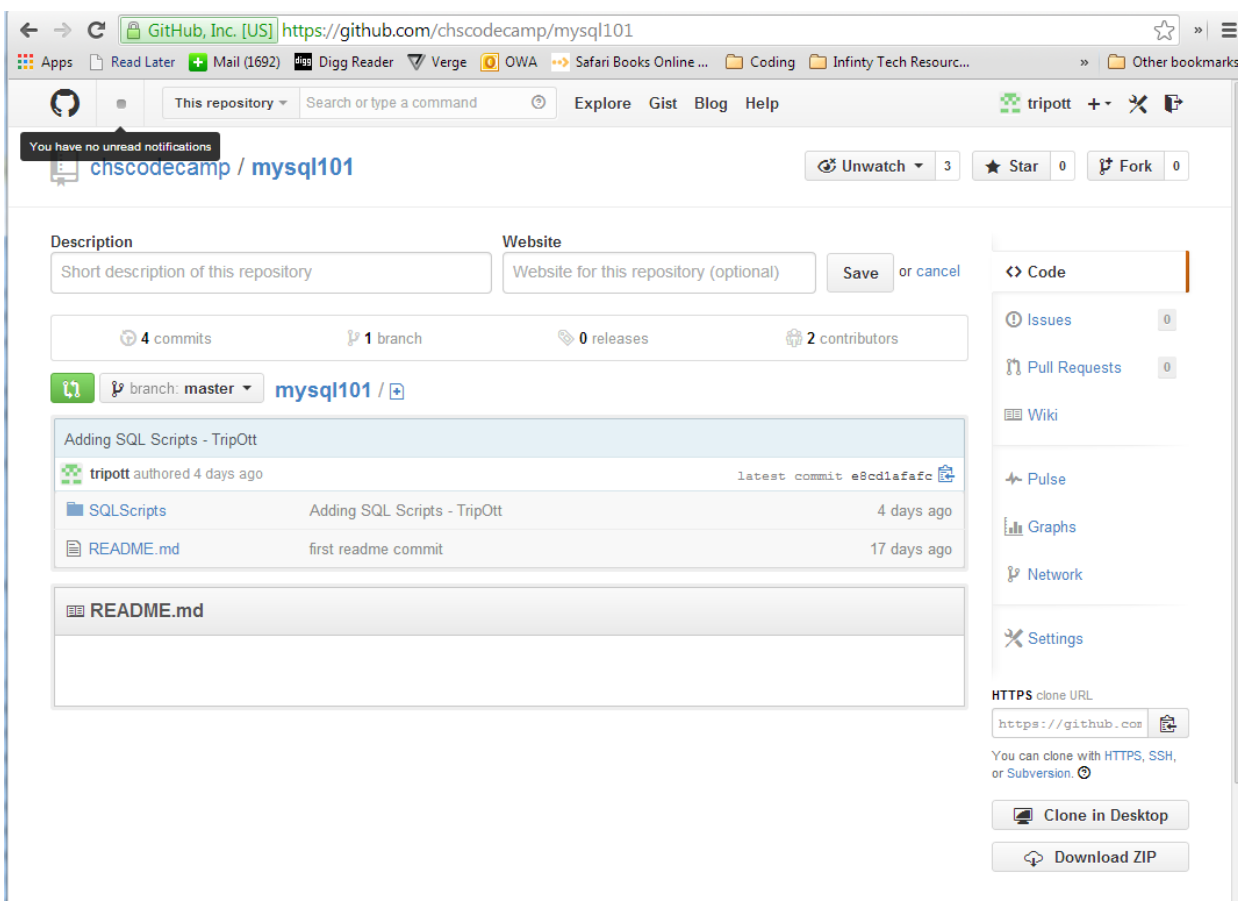 GitHub, Inc. [US] https://github.com/chscodecamp/mysql101
Apps Read Later Mail (1692) digg Digg Reader Verge OWA Safari Books Online ... Coding Infinty Tech Resourc... » Other bookmarks
This repository Search or type a command Explore Gist Blog Help tripott
You have no unread notifications
chscodecamp / mysql101 Unwatch 3 Star 0 Fork 0
Description Website
Short description of this repository Website for this repository (optional) Save or cancel
4 commits 1 branch 0 releases 2 contributors
branch: master mysql101 /
Adding SQL Scripts - TripOtt
tripott authored 4 days ago latest commit e8cd1afafc
SQLScripts Adding SQL Scripts - TripOtt 4 days ago
README.md first readme commit 17 days ago
README.md
Code
Issues 0
Pull Requests 0
Wiki
Pulse
Graphs
Network
Settings
HTTPS clone URL
https://github.com
You can clone with HTTPS, SSH,
or Subversion.
Clone in Desktop
Download ZIP